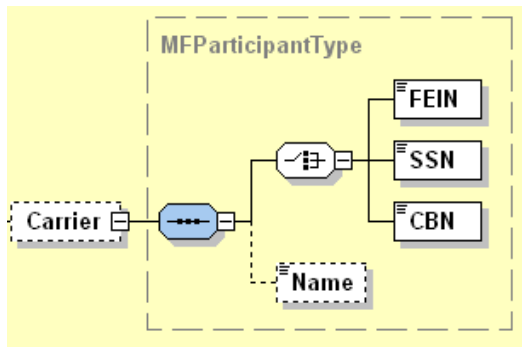 MFParticipantType
FEIN
SSN
Carrier
CBN
Name